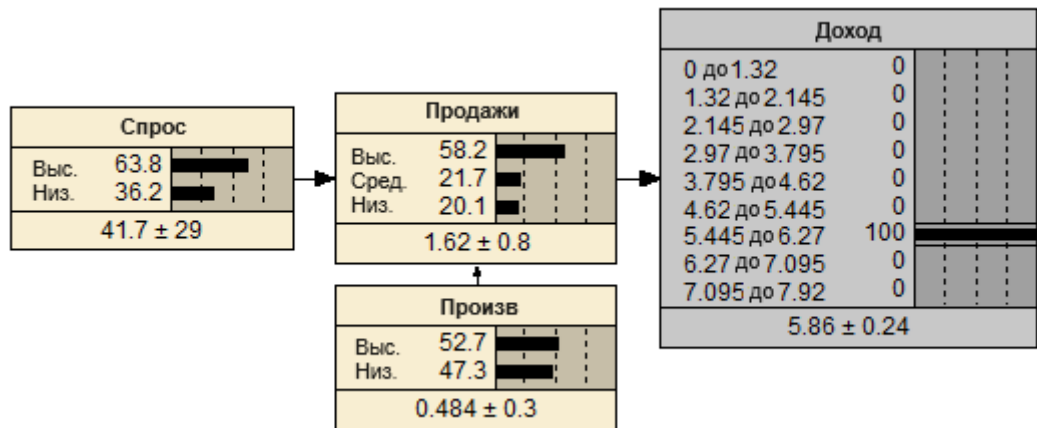 Спрос
Выс. 63.8
Низ. 36.2
41.7 ± 29
Продажи
Выс. 58.2
Сред. 21.7
Низ. 20.1
1.62 ± 0.8
Произв
Выс. 52.7
Низ. 47.3
0.484 ± 0.3
Доход
0 до 1.32 0
1.32 до 2.145 0
2.145 до 2.97 0
2.97 до 3.795 0
3.795 до 4.62 0
4.62 до 5.445 0
5.445 до 6.27 100
6.27 до 7.095 0
7.095 до 7.92 0
5.86 ± 0.24